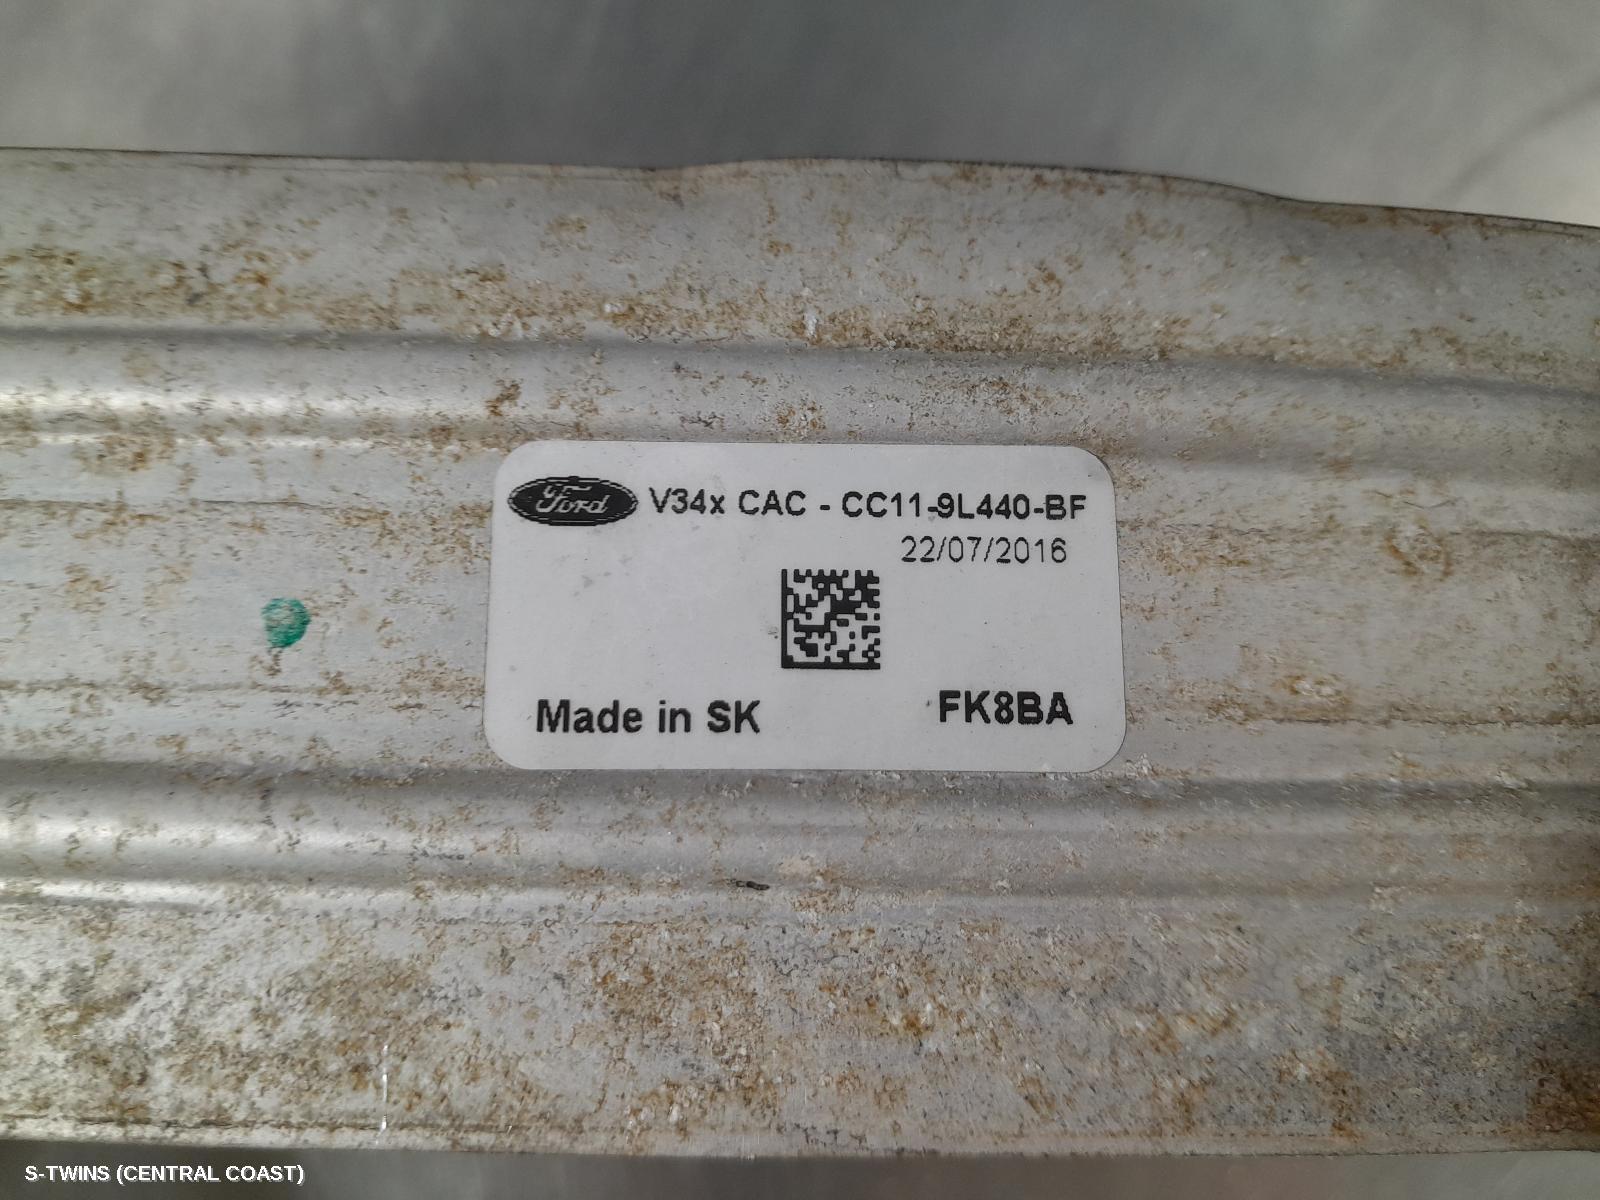 Ford V34x CAC - CC11-9L440-BF
22/07/2016
Made in SK FK8BA
S-TWINS (CENTRAL COAST)